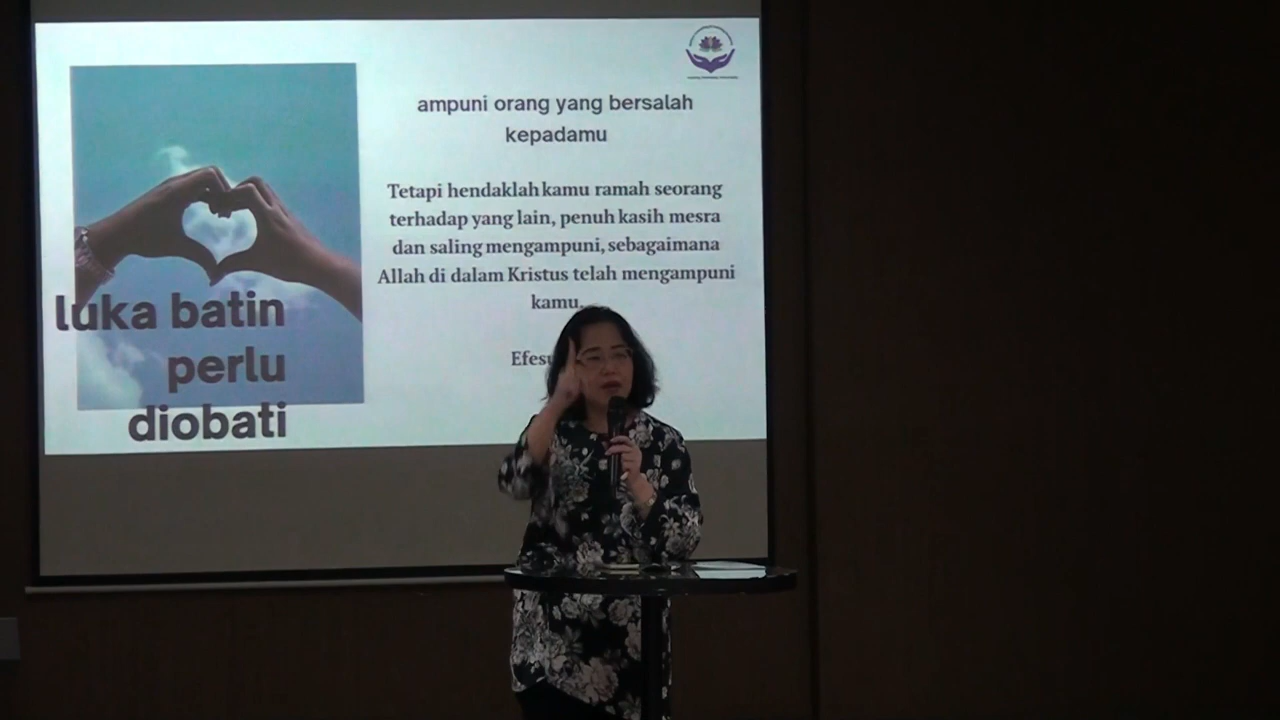 ampuni orang yang bersalah
kepadamu
Tetapi hendaklah kamu ramah seorang
terhadap yang lain, penuh kasih mesra
dan saling mengampuni, sebagaimana
Allah di dalam Kristus telah mengampuni
kamu.
luka batin
perlu
diobati